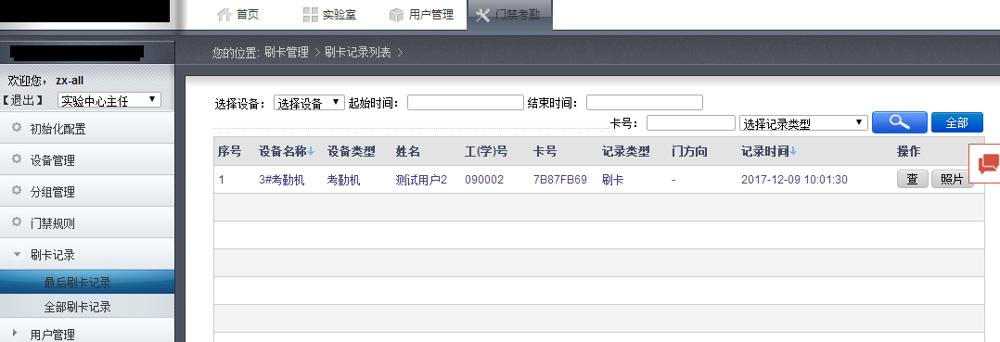 首页 实验室 用户管理 门禁考勤
您的位置: 刷卡管理 > 刷卡记录列表 >
欢迎您， zx-all
【退出】 实验中心主任
初始化配置
设备管理
分组管理
门禁规则
刷卡记录
最后刷卡记录
全部刷卡记录
用户管理
选择设备： 选择设备 起始时间： 结束时间：
卡号： 选择记录类型 全部
序号 设备名称 设备类型 姓名 工(学)号 卡号 记录类型 门方向 记录时间 操作
1 3#考勤机 考勤机 测试用户2 090002 7B87FB69 刷卡 - 2017-12-09 10:01:30 查 照片